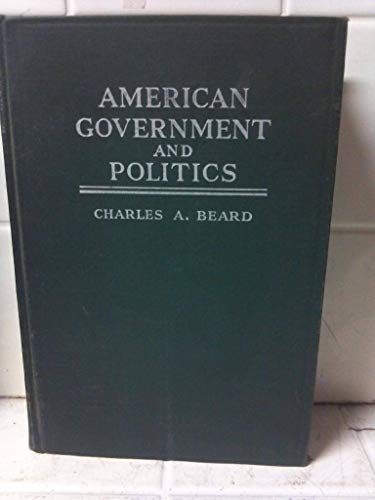 AMERICAN
GOVERNMENT
AND
POLITICS
CHARLES A. BEARD